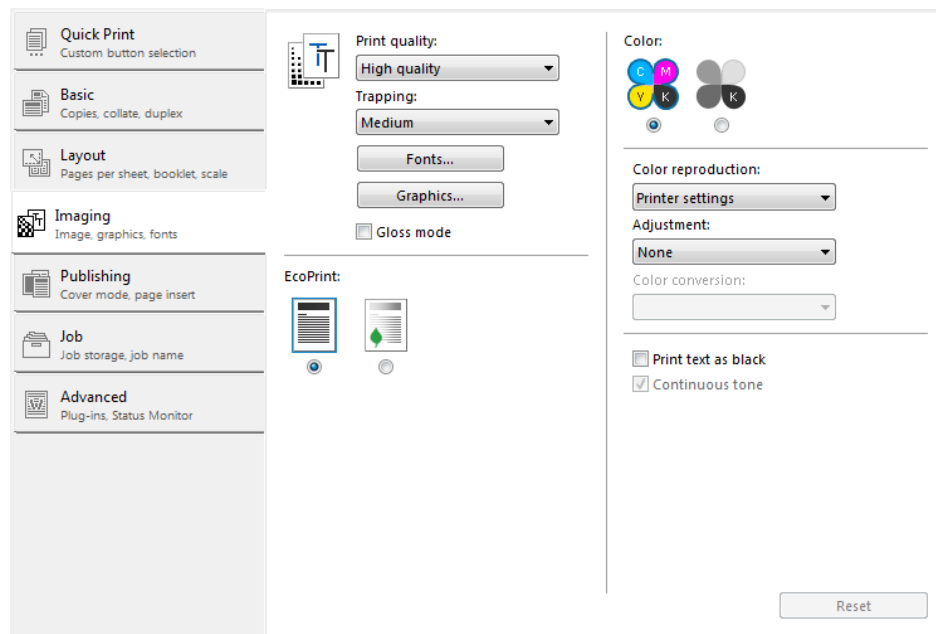 Quick Print
Custom button selection
Basic
Copies, collate, duplex
Layout
Pages per sheet, booklet, scale
Imaging
Image, graphics, fonts
Publishing
Cover mode, page insert
Job
Job storage, job name
Advanced
Plug-ins, Status Monitor
Print quality:
High quality
Trapping:
Medium
Fonts...
Graphics...
Gloss mode
EcoPrint:
Color:
C M
Y K
K
Color reproduction:
Printer settings
Adjustment:
None
Color conversion:
Print text as black
Continuous tone
Reset